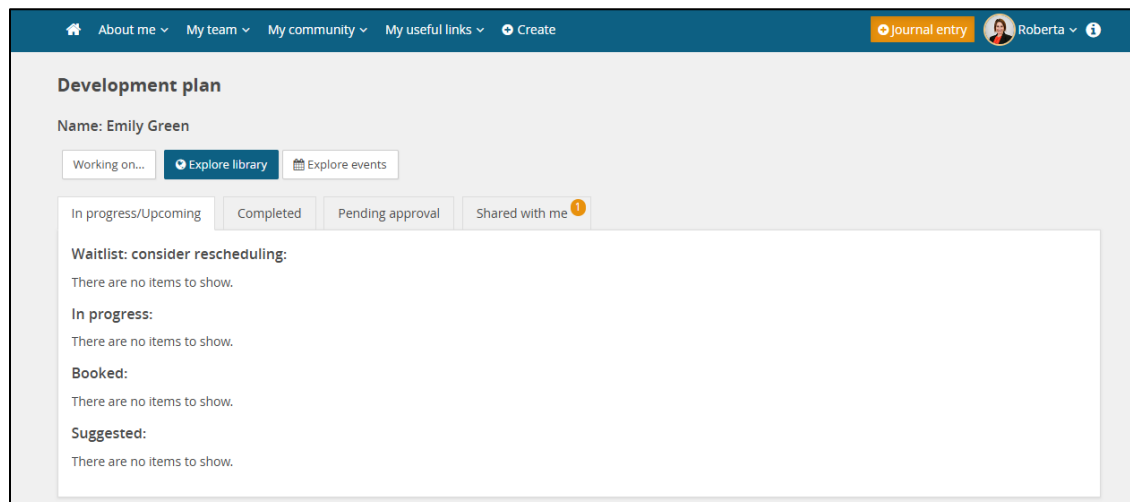 About me My team My community My useful links Create Journal entry Roberta
Development plan
Name: Emily Green
Working on... Explore library Explore events
In progress/Upcoming Completed Pending approval Shared with me 1
Waitlist: consider rescheduling:
There are no items to show.
In progress:
There are no items to show.
Booked:
There are no items to show.
Suggested:
There are no items to show.